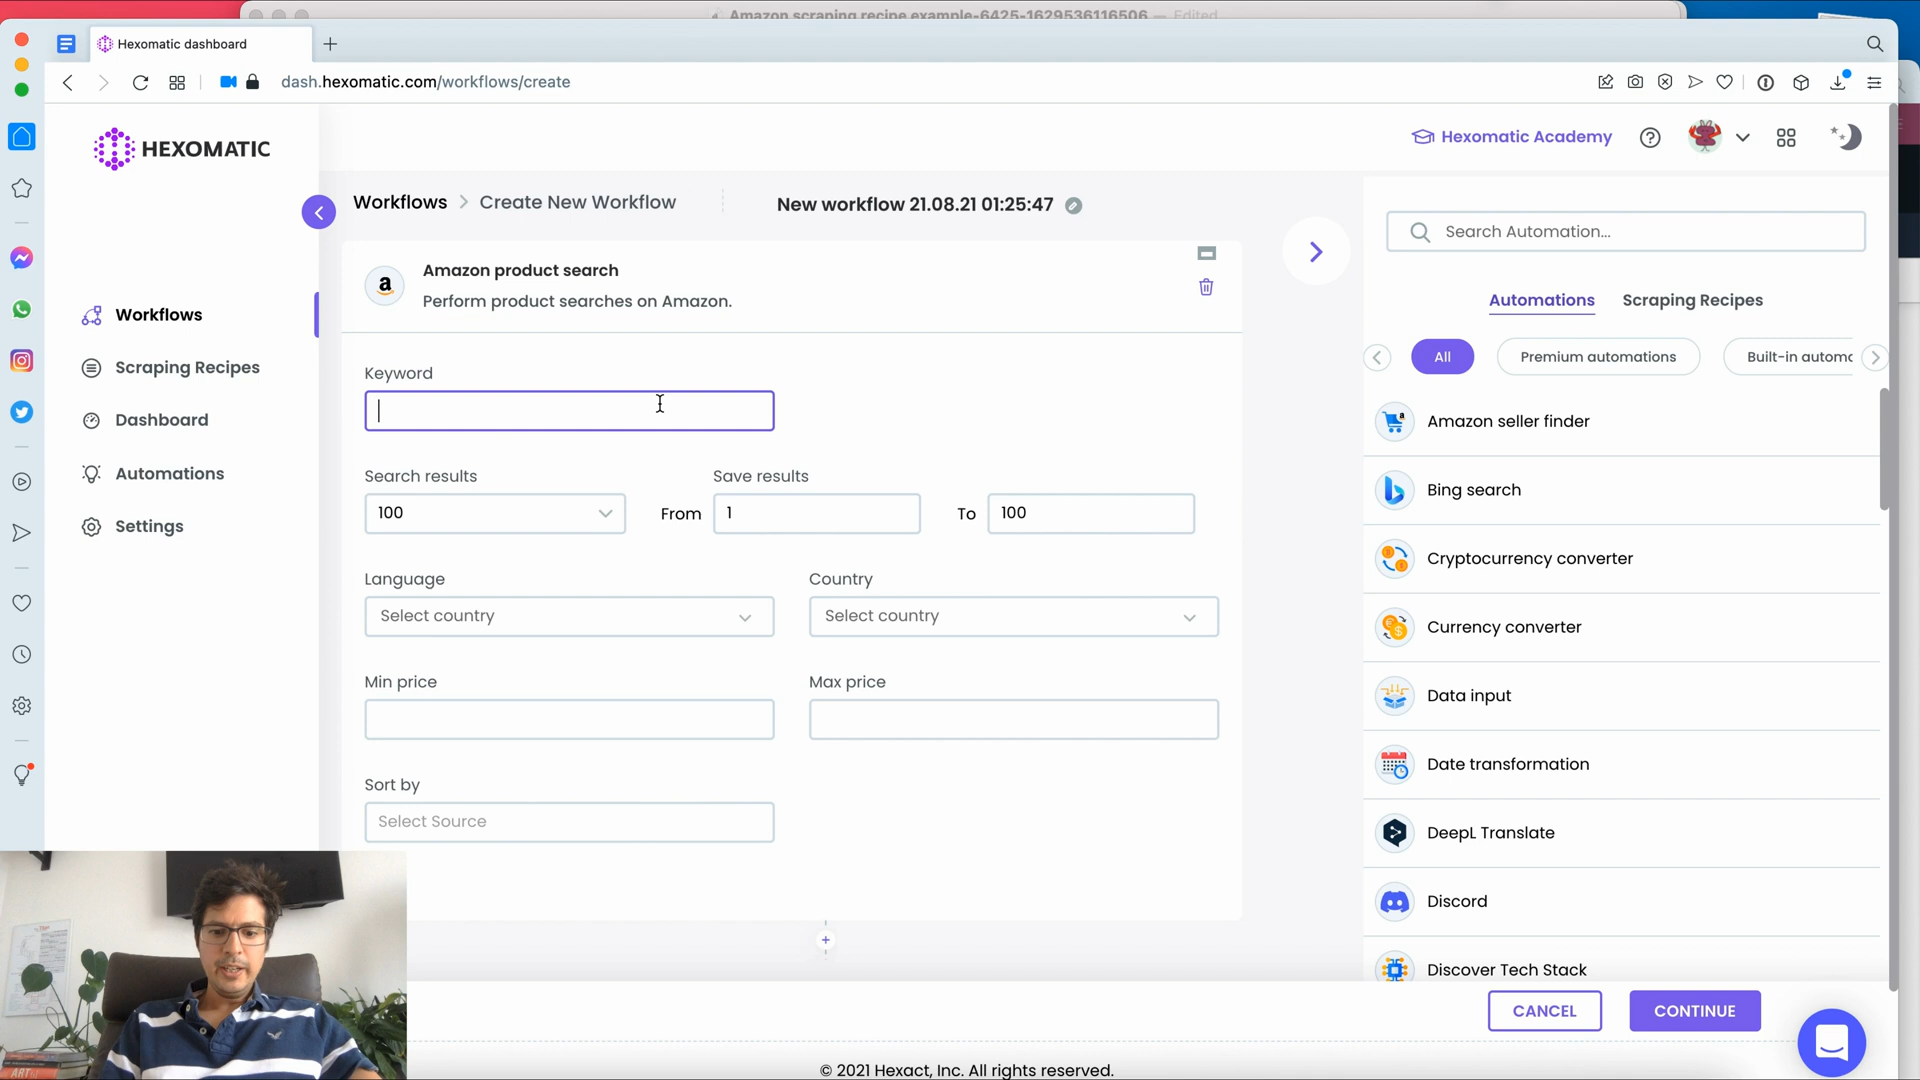 Amazon scraping recipe example-6425-1629536116506 — Edited
Hexomatic dashboard
dash.hexomatic.com/workflows/create
HEXOMATIC
Hexomatic Academy
Workflows > Create New Workflow
New workflow 21.08.21 01:25:47
Search Automation...
Amazon product search
Perform product searches on Amazon.
Automations
Scraping Recipes
All
Premium automations
Built-in automa
Workflows
Scraping Recipes
Dashboard
Automations
Settings
Keyword
Search results
Save results
100
From
1
To
100
Language
Country
Select country
Select country
Min price
Max price
Sort by
Select Source
Amazon seller finder
Bing search
Cryptocurrency converter
Currency converter
Data input
Date transformation
DeepL Translate
Discord
Discover Tech Stack
CANCEL
CONTINUE
© 2021 Hexact, Inc. All rights reserved.
ART